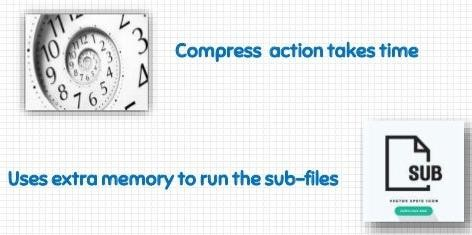 Compress action takes time
Uses extra memory to run the sub-files
SUB